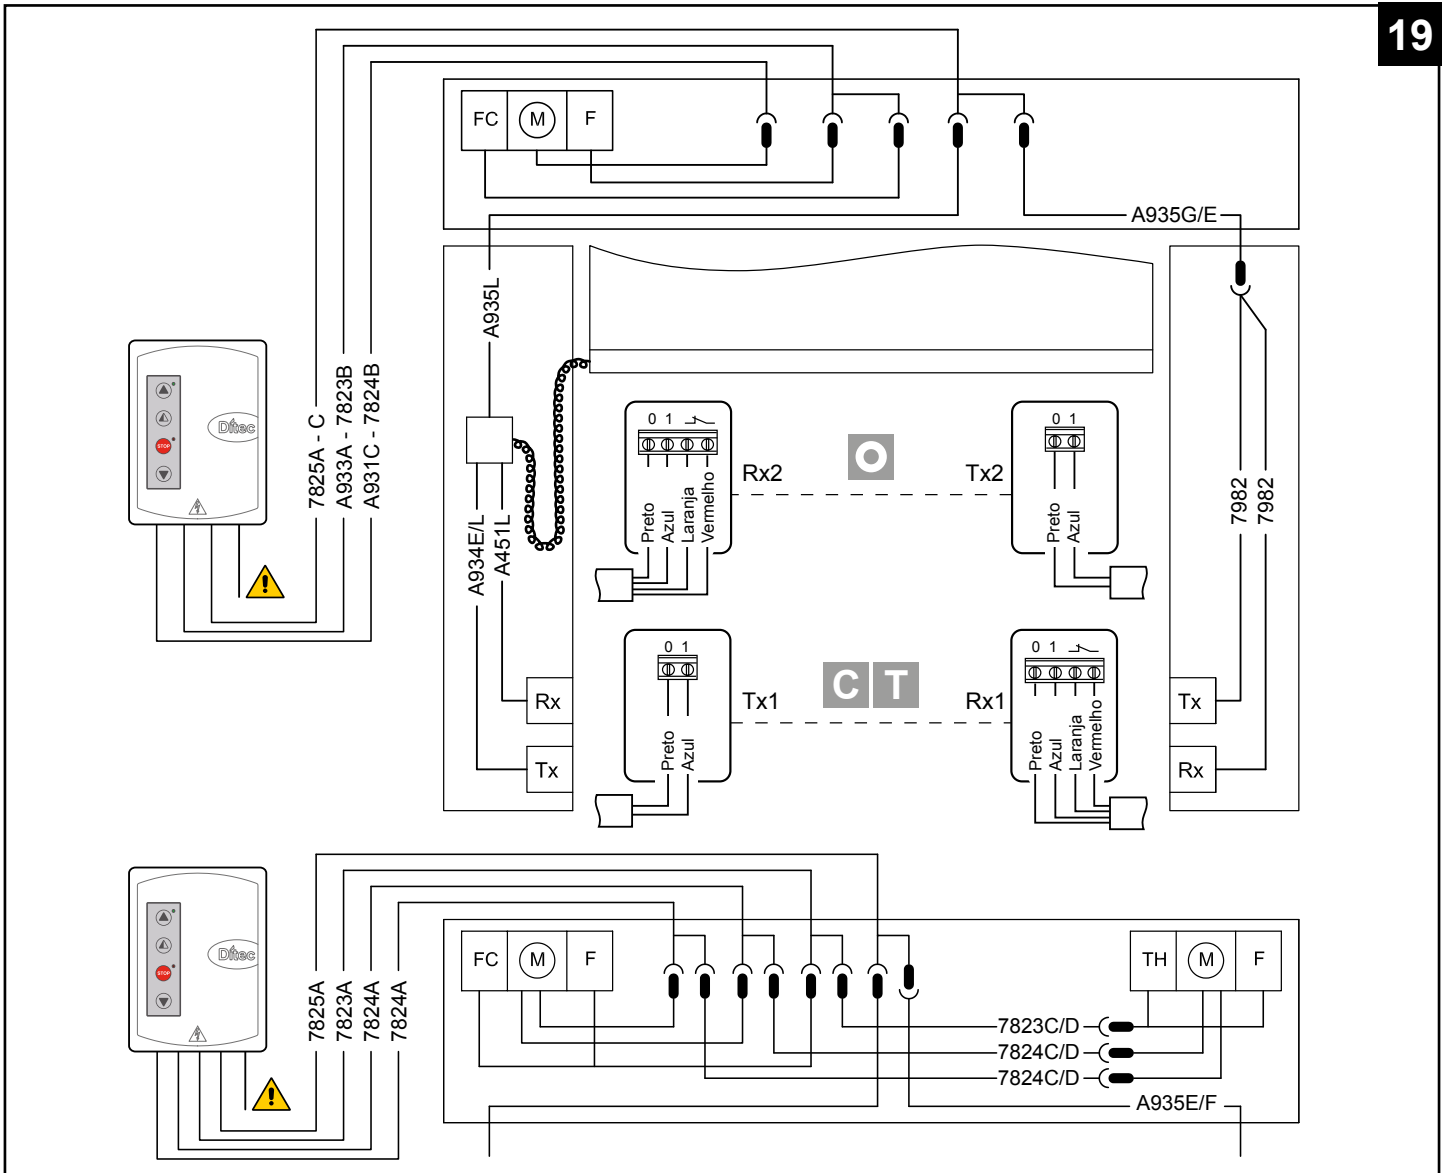 19
FC M F
A935G/E
A935L
7825A - C
A933A - 7823B
A931C - 7824B
Ditec
STOP
A934E/L
A451L
0 1
Rx2
Preto
Azul
Laranja
Vermelho
O
0 1
Tx2
Preto
Azul
7982
7982
Rx
Tx
0 1
Tx1
Preto
Azul
C T
0 1
Rx1
Preto
Azul
Laranja
Vermelho
Tx
Rx
Ditec
STOP
7825A
7823A
7824A
7824A
FC M F
TH M F
7823C/D
7824C/D
7824C/D
A935E/F